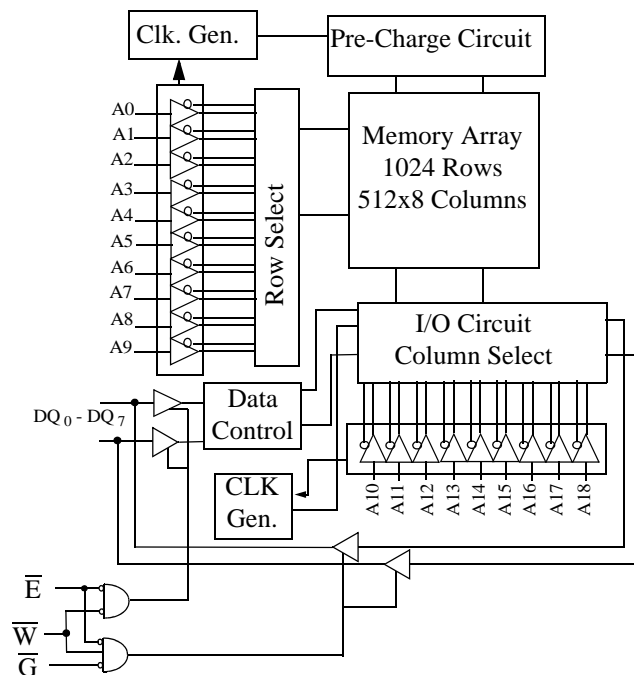 Clk. Gen.
Pre-Charge Circuit
A0
A1
A2
A3
A4
A5
A6
A7
A8
A9
Row Select
Memory Array
1024 Rows
512x8 Columns
I/O Circuit
Column Select
DQ0 - DQ7
Data
Control
CLK
Gen.
A10
A11
A12
A13
A14
A15
A16
A17
A18
E̅
W̅
G̅